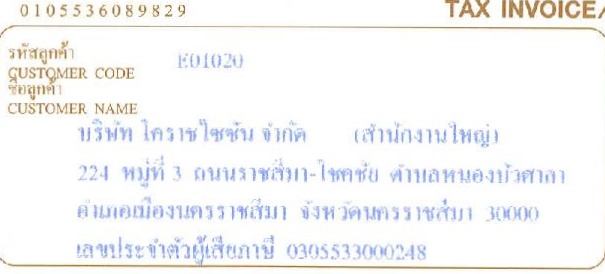 0105536089829 TAX INVOICE/
รหัสลูกค้า E01020
CUSTOMER CODE
ชื่อลูกค้า
CUSTOMER NAME
บริษัท โคราชไซซัน จำกัด (สำนักงานใหญ่)
224 หมู่ที่ 3 ถนนราชสีมา-โชคชัย ตำบลหนองบัวศาลา
อำเภอเมืองนครราชสีมา จังหวัดนครราชสีมา 30000
เลขประจำตัวผู้เสียภาษี 0305533000248